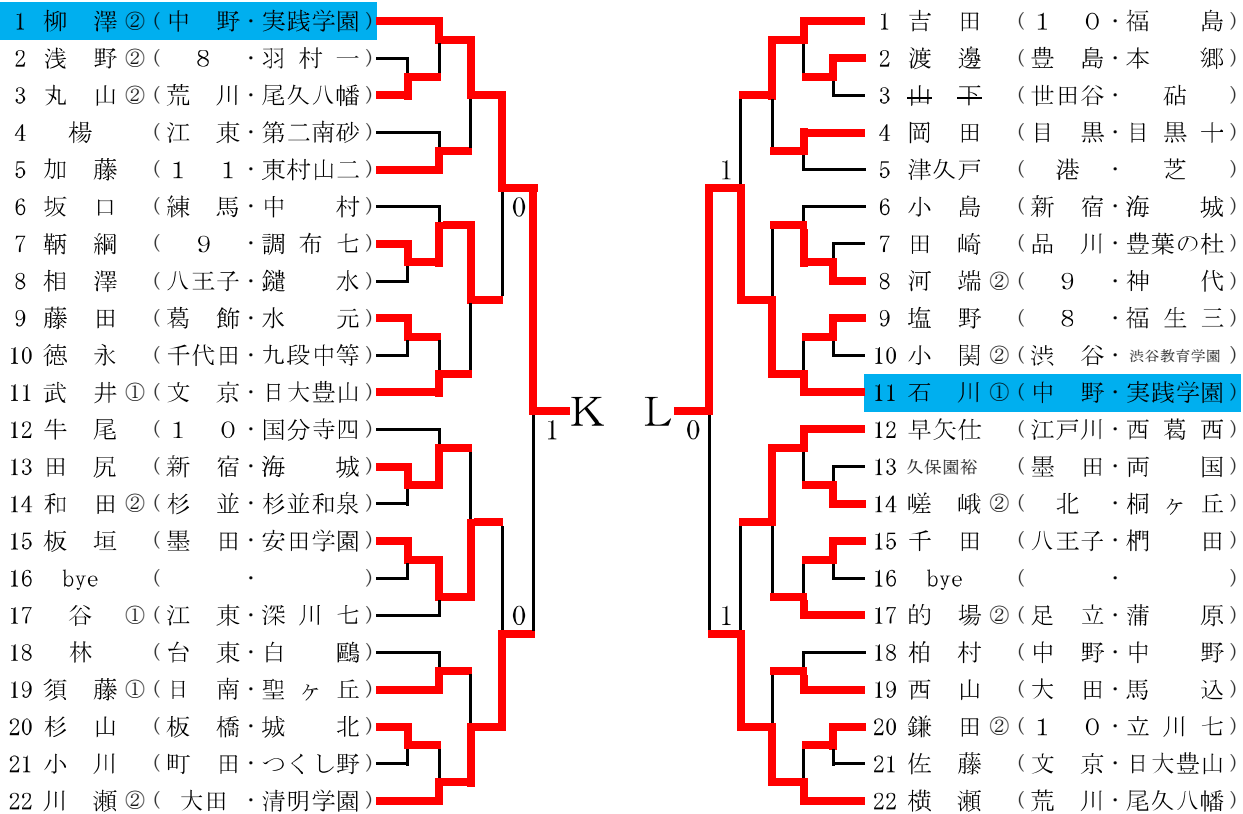 1 柳 澤②(中 野・実践学園)
2 浅 野②( 8 ・羽 村 一)
3 丸 山②(荒 川・尾久八幡)
4 楊 (江 東・第二南砂)
5 加 藤 (1 1・東村山二)
6 坂 口 (練 馬・中 村)
7 鞆 綱 ( 9 ・調 布 七)
8 相 澤 (八王子・鑓 水)
9 藤 田 (葛 飾・水 元)
10 徳 永 (千代田・九段中等)
11 武 井①(文 京・日大豊山)
12 牛 尾 (1 0・国分寺四)
13 田 尻 (新 宿・海 城)
14 和 田②(杉 並・杉並和泉)
15 板 垣 (墨 田・安田学園)
16 bye ( ・ )
17 谷 ①(江 東・深 川 七)
18 林 (台 東・白 鷗)
19 須 藤①(日 南・聖ヶ丘)
20 杉 山 (板 橋・城 北)
21 小 川 (町 田・つくし野)
22 川 瀬②( 大田 ・清明学園)
0
1
K
0
1
L
0
1
1 吉 田 (1 0・福 島)
2 渡 邊 (豊 島・本 郷)
3 山 下 (世田谷・ 砧 )
4 岡 田 (目 黒・目 黒 十)
5 津久戸 ( 港 ・ 芝 )
6 小 島 (新 宿・海 城)
7 田 崎 (品 川・豊葉の杜)
8 河 端②( 9 ・神 代)
9 塩 野 ( 8 ・福 生 三)
10 小 関②(渋 谷・渋谷教育学園)
11 石 川①(中 野・実践学園)
12 早矢仕 (江戸川・西 葛 西)
13 久保園裕 (墨 田・両 国)
14 嵯 峨②( 北 ・桐ヶ丘)
15 千 田 (八王子・椚 田)
16 bye ( ・ )
17 的 場②(足 立・蒲 原)
18 柏 村 (中 野・中 野)
19 西 山 (大 田・馬 込)
20 鎌 田②(1 0・立 川 七)
21 佐 藤 (文 京・日大豊山)
22 横 瀬 (荒 川・尾久八幡)